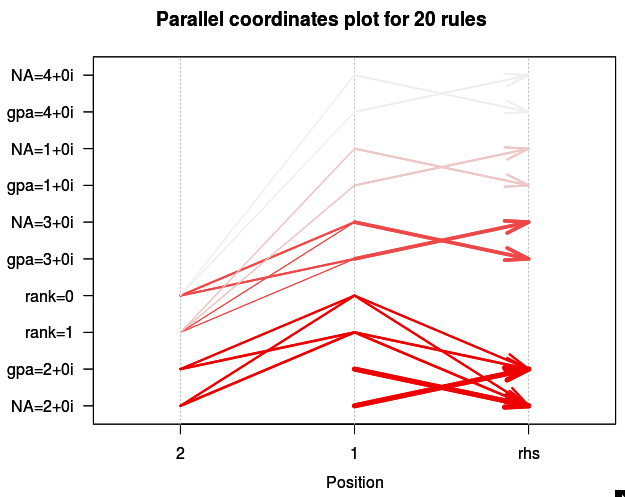 Parallel coordinates plot for 20 rules
NA=4+0i
gpa=4+0i
NA=1+0i
gpa=1+0i
NA=3+0i
gpa=3+0i
rank=0
rank=1
gpa=2+0i
NA=2+0i
2 1 rhs
Position